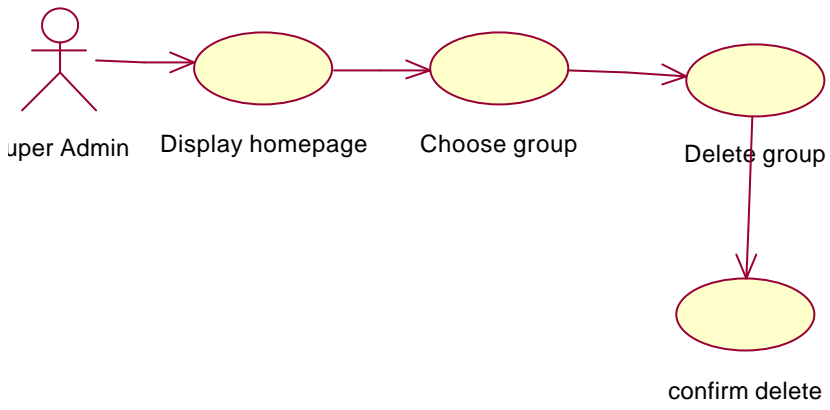 uper Admin
Display homepage
Choose group
Delete group
confirm delete